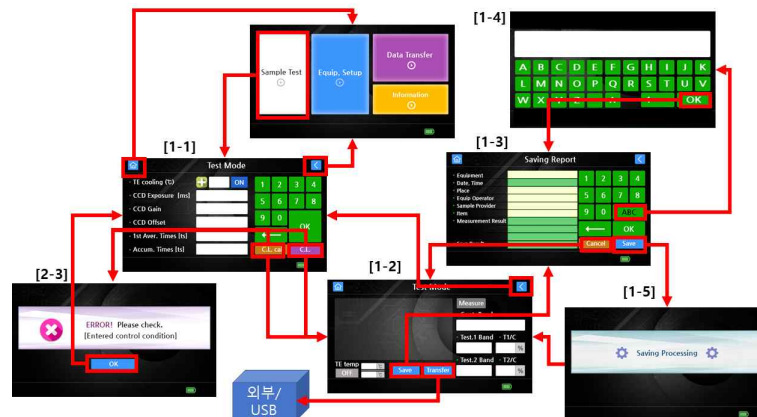 Sample Test
Equip, Setup
Data Transfer
Information
[1-4]
A B C D E F G H I J K
L M N O P Q R S T U V
W X
OK
[1-1]
Test Mode
- TE cooling (℃)
ON
- CCD Exposure [ms]
- CCD Gain
- CCD Offset
- 1st Aver. Times [ts]
- Accum. Times [ts]
1 2 3 4
5 6 7 8
9 0
OK
C.L. cal
C.L.
[1-3]
Saving Report
- Equipment
- Date, Time
- Place
- Equip Operator
- Sample Provider
- Item
- Measurment Result
1 2 3 4
5 6 7 8
9 0 ABC
OK
Cancel Save
[2-3]
ERROR! Please check.
[Entered control condition]
OK
[1-2]
Test Mode
Measure
- Test.1 Band - T1/C
%
- Test.2 Band - T2/C
%
TE temp
OFF
Save Transfer
외부/
USB
[1-5]
Saving Processing